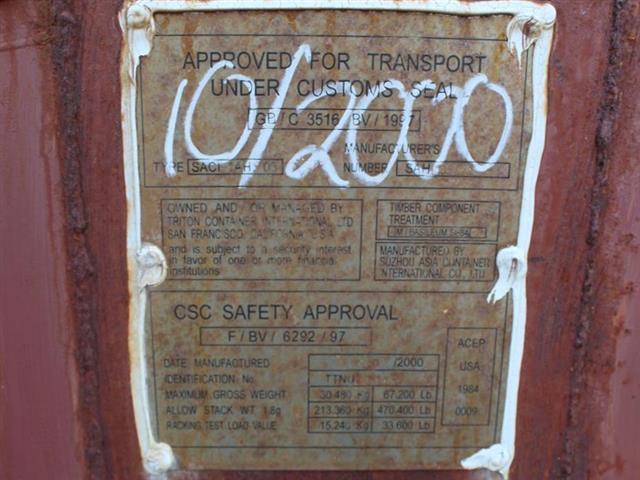 APPROVED FOR TRANSPORT
UNDER CUSTOMS SEAL
10/2000
GB/C 3516 BV/1997
MANUFACTURER'S
TYPE NUMBER SAH
OWNED AND/OR MANAGED BY
TRITON CONTAINER INTERNATIONAL LTD
SAN FRANCISCO, CALIFORNIA, USA
and is subject to a security interest
in favor of one or more financial
institutions
TIMBER COMPONENT
TREATMENT
MANUFACTURED BY
SUZHOU ASIA CONTAINER
INTERNATIONAL CO., LTD
CSC SAFETY APPROVAL
F/BV/6292/97
DATE MANUFACTURED /2000
IDENTIFICATION No. TTNU
MAXIMUM GROSS WEIGHT 30.480 Kg 67.200 Lb
ALLOW STACK WT 1.8g 213.360 Kg 470.400 Lb
RACKING TEST LOAD VALUE 15.240 Kg 33.600 Lb
ACEP
USA
1984
0009